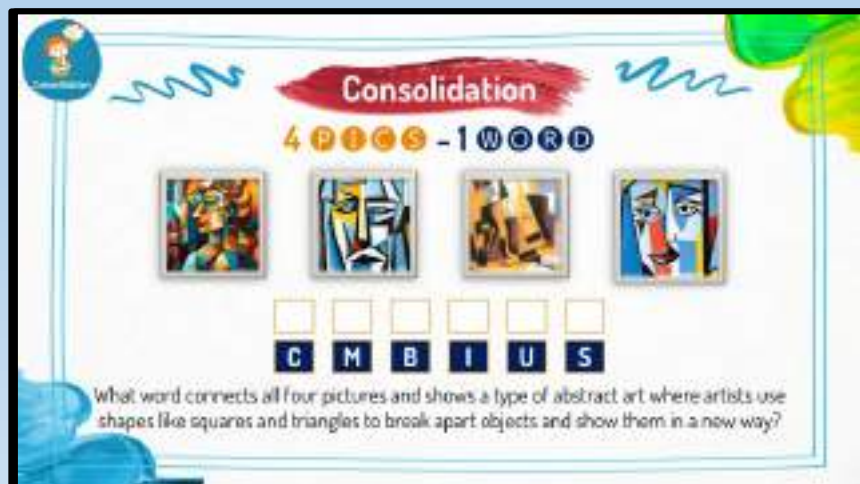 Consolidation
Consolidation
4 PICS - 1 WORD
C M B I U S
What word connects all four pictures and shows a type of abstract art where artists use
shapes like squares and triangles to break apart objects and show them in a new way?